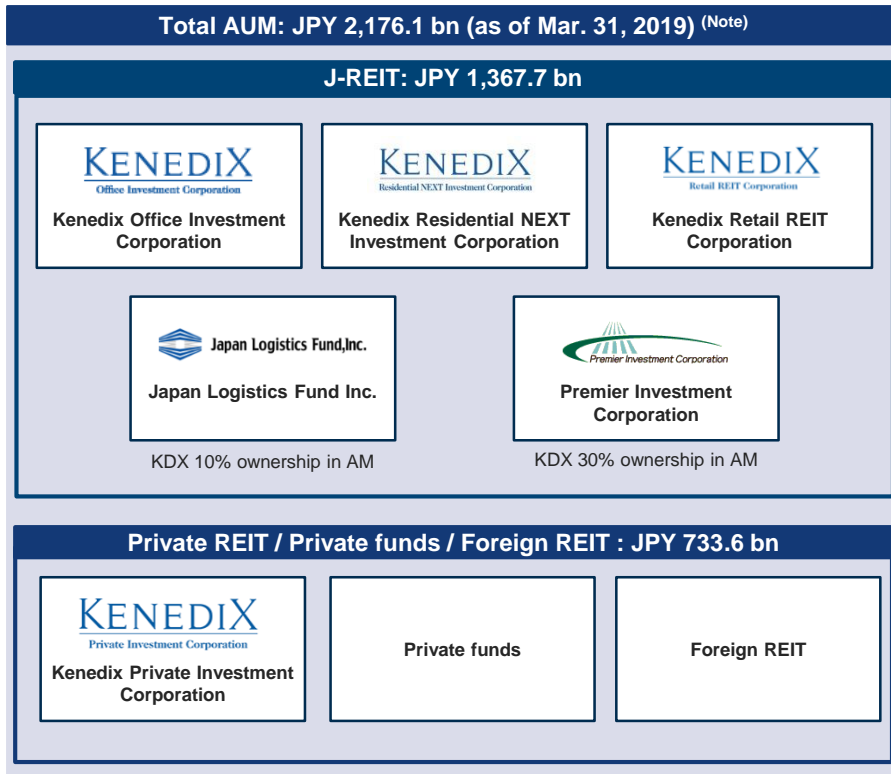 Total AUM: JPY 2,176.1 bn (as of Mar. 31, 2019) (Note)
J-REIT: JPY 1,367.7 bn
KENEDIX
Office Investment Corporation
Kenedix Office Investment
Corporation
KENEDIX
Residential NEXT Investment Corporation
Kenedix Residential NEXT
Investment Corporation
KENEDIX
Retail REIT Corporation
Kenedix Retail REIT
Corporation
Japan Logistics Fund,Inc.
Japan Logistics Fund Inc.
KDX 10% ownership in AM
Premier Investment Corporation
Premier Investment
Corporation
KDX 30% ownership in AM
Private REIT / Private funds / Foreign REIT : JPY 733.6 bn
KENEDIX
Private Investment Corporation
Kenedix Private Investment
Corporation
Private funds
Foreign REIT